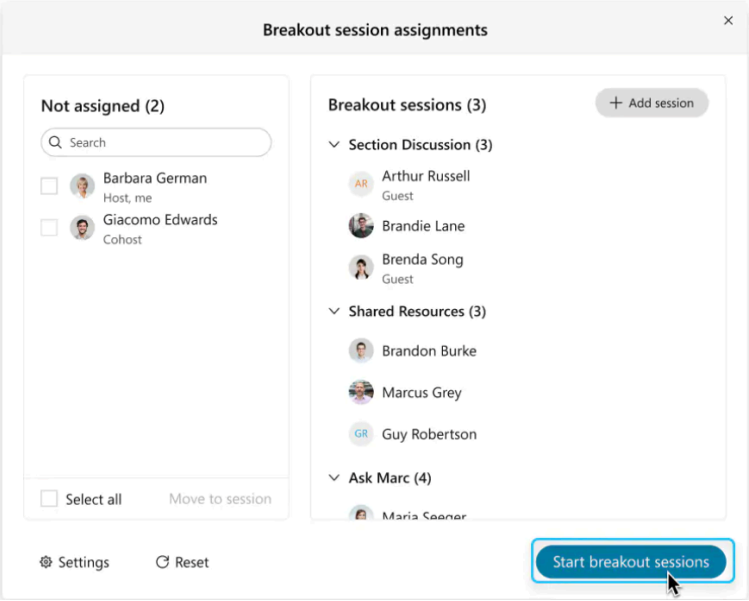 Breakout session assignments
Not assigned (2)
Search
Barbara German
Host, me
Giacomo Edwards
Cohost
Select all
Move to session
Breakout sessions (3)
Add session
Section Discussion (3)
AR
Arthur Russell
Guest
Brandie Lane
Brenda Song
Guest
Shared Resources (3)
Brandon Burke
Marcus Grey
GR
Guy Robertson
Ask Marc (4)
Maria Seeger
Settings
Reset
Start breakout sessions